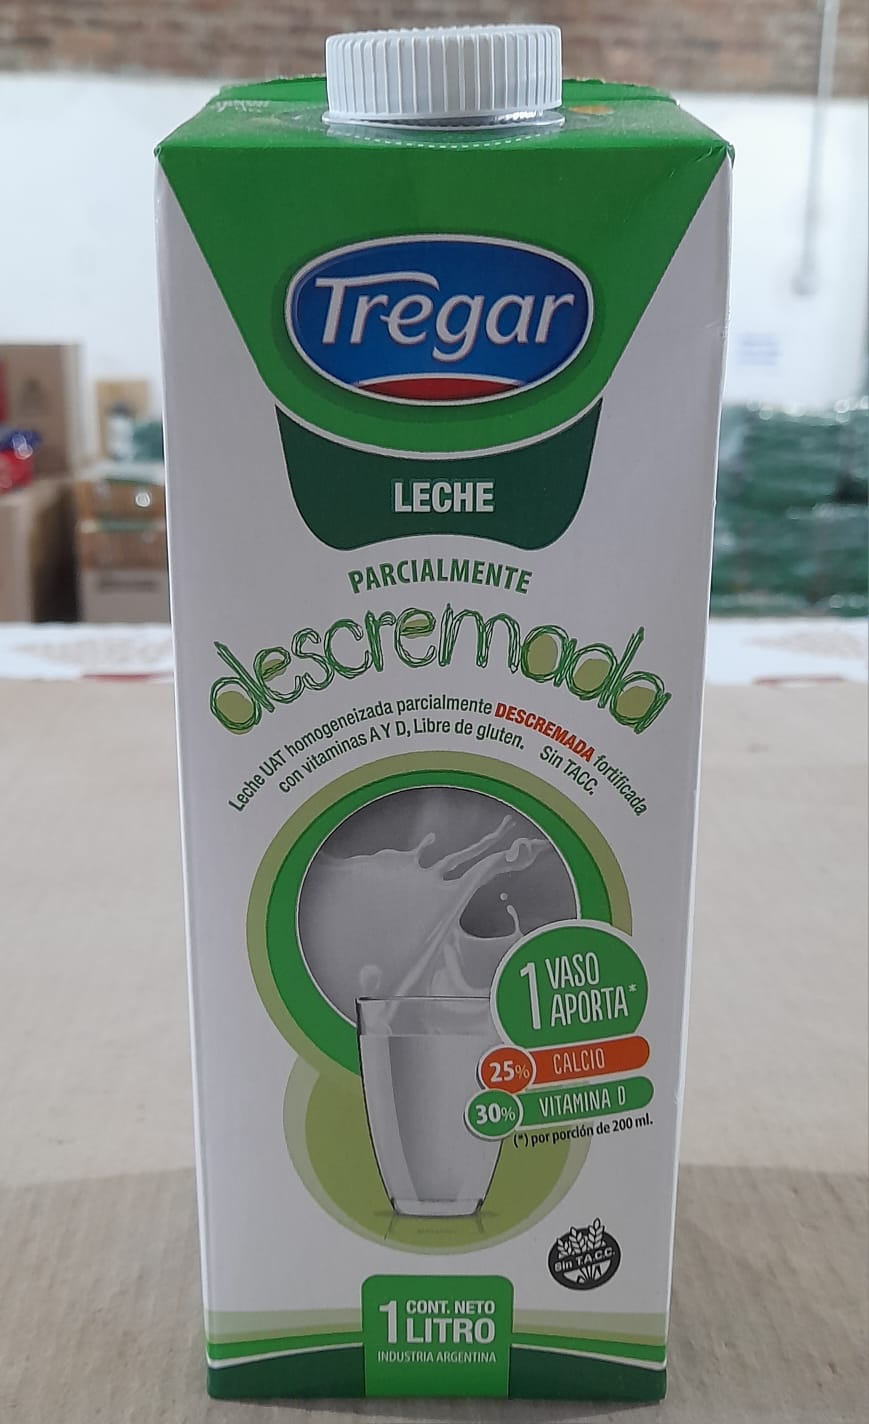 Tregar
LECHE
PARCIALMENTE
descremada
Leche UAT homogeneizada parcialmente DESCREMADA fortificada
con vitaminas A Y D, Libre de gluten. Sin TACC.
1 VASO
APORTA*
25% CALCIO
30% VITAMINA D
(*) por porción de 200 ml.
Sin T.A.C.C.
1 CONT. NETO
LITRO
INDUSTRIA ARGENTINA